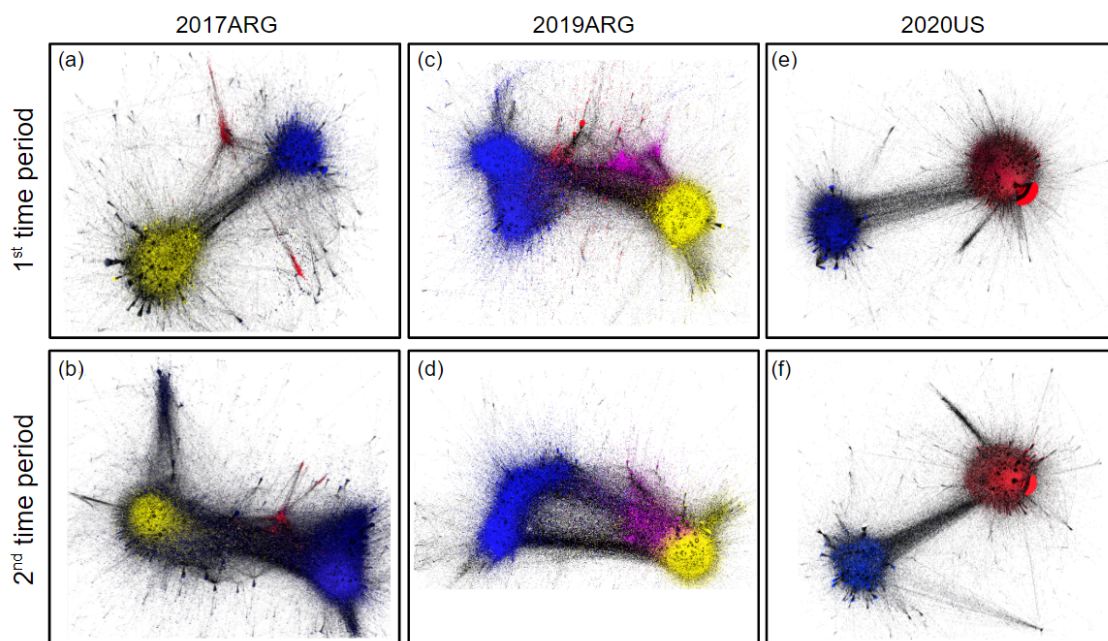 2017ARG 2019ARG 2020US
1st time period
(a) (c) (e)
2nd time period
(b) (d) (f)